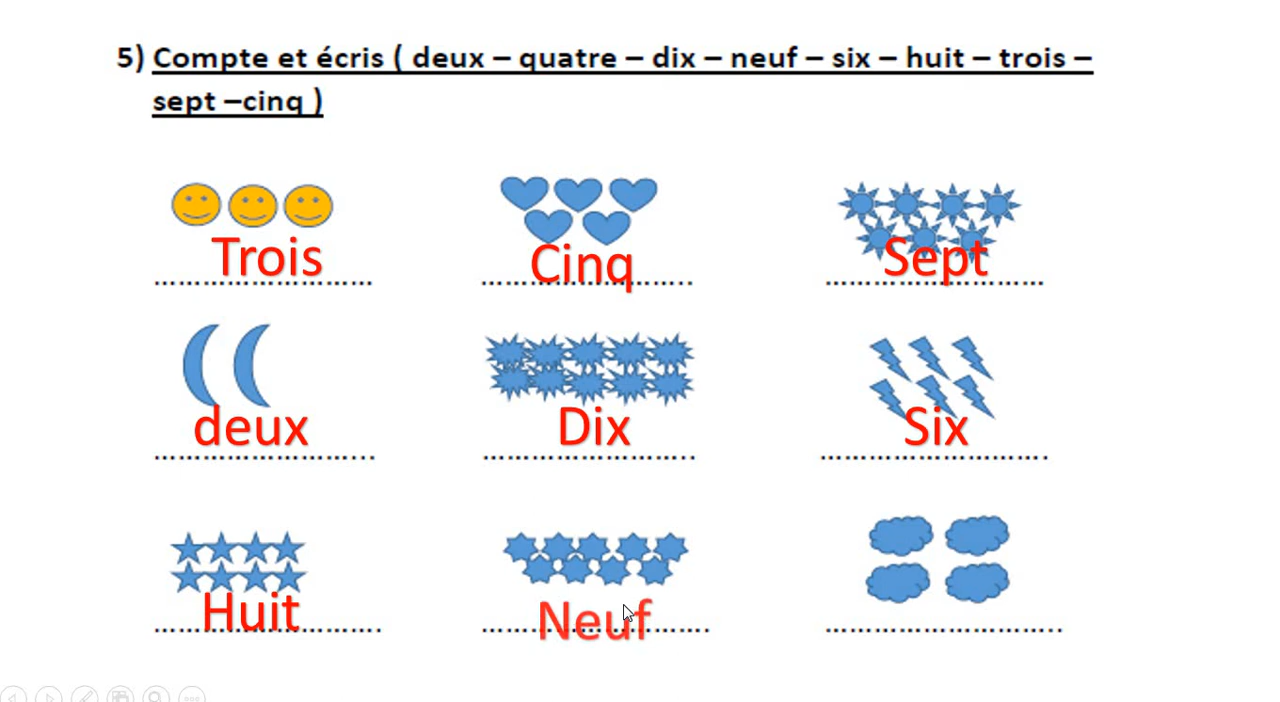 5) Compte et écris ( deux – quatre – dix – neuf – six – huit – trois –
sept –cinq )
Trois Cinq Sept
deux Dix Six
Huit Neuf